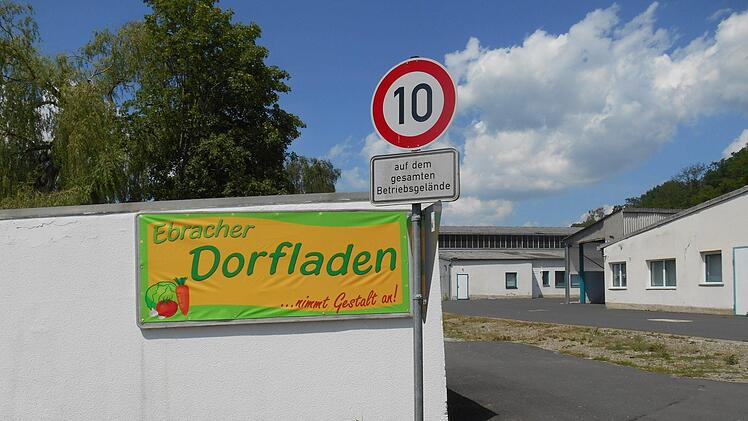 10
auf dem
gesamten
Betriebsgelände
Ebracher
Dorfladen
...nimmt Gestalt an!